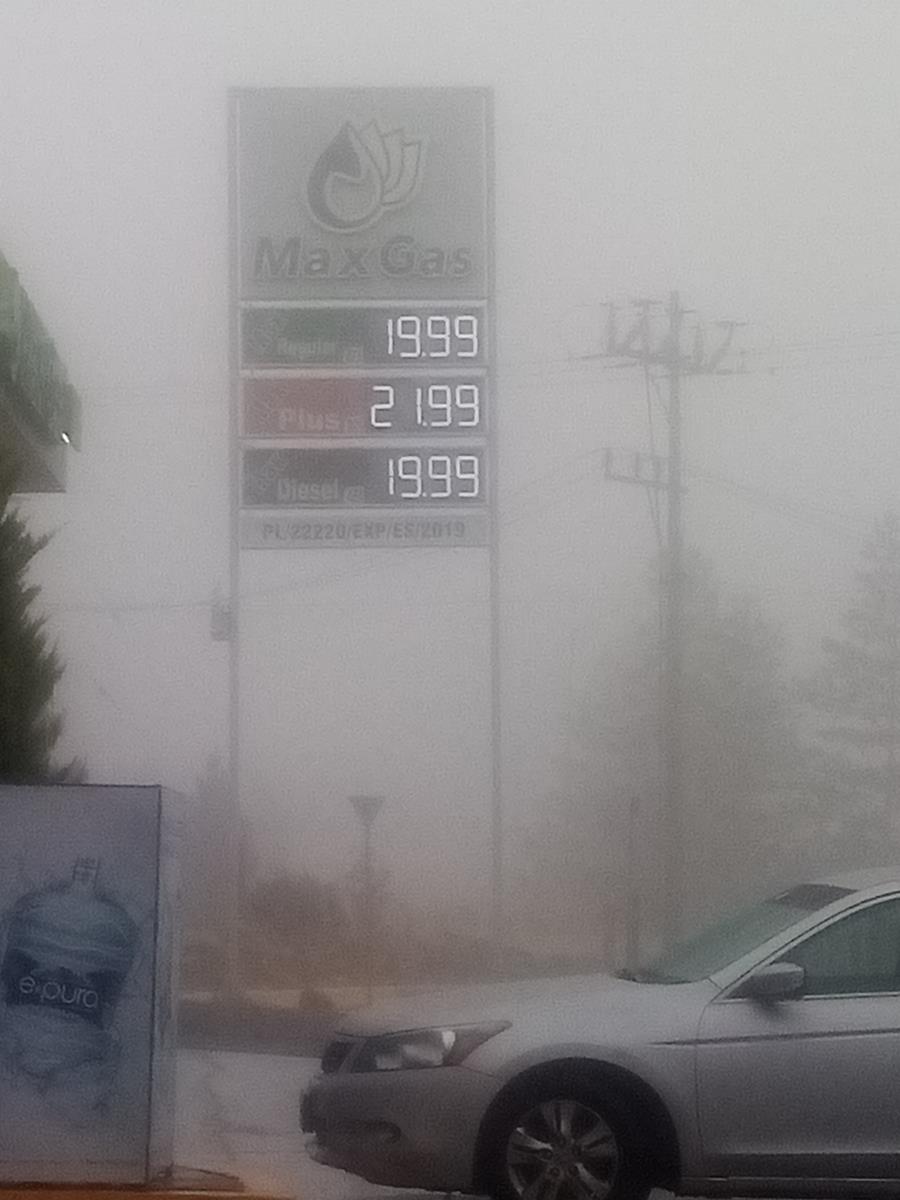 MaxGas
Regular 19.99
Plus 21.99
Diesel 19.99
PL/22220/EXP/ES/2019
e-pura